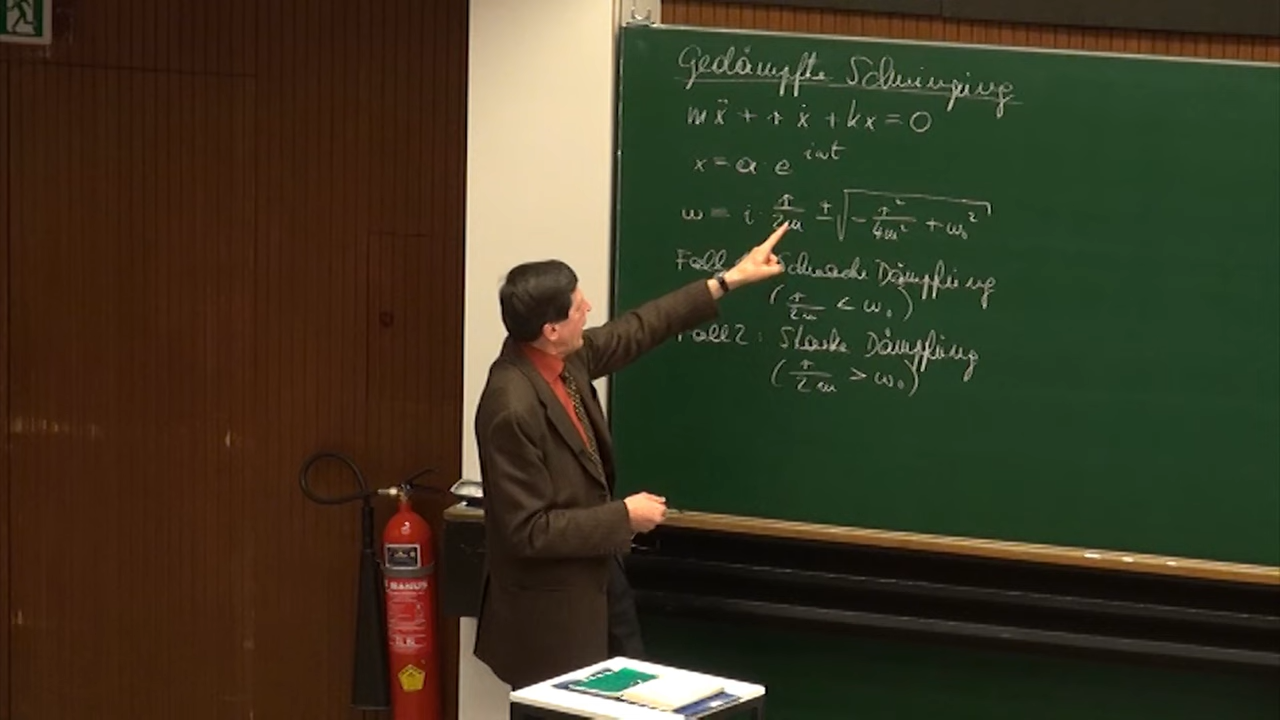 Gedämpfte Schwingung
mẍ + r ẋ + kx = 0
x = a · e^{iωt}
ω = i · r/2m ± √(-r²/4m² + ω₀²)
Fall : Schwache Dämpfung
(r/2m < ω₀)
Fall 2 : Starke Dämpfung
(r/2m > ω₀)